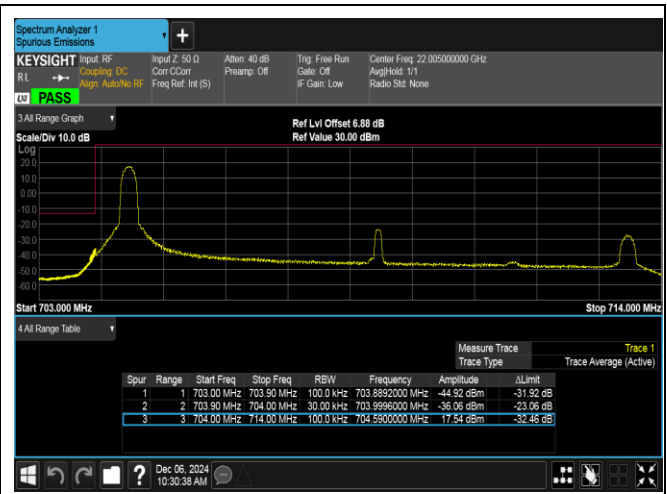 Spectrum Analyzer 1
Spurious Emissions
+
KEYSIGHT Input: RF Input Z: 50 Ω Atten: 40 dB Trig: Free Run Center Freq: 22.005000000 GHz
RL Coupling: DC Corr CCorr Preamp: Off Gate: Off Avg|Hold: 1/1
Align: Auto/No RF Freq Ref: Int (S) IF Gain: Low Radio Std: None
LXI PASS
3 All Range Graph
Ref Lvl Offset 6.88 dB
Scale/Div 10.0 dB Ref Value 30.00 dBm
Log
20.0
10.0
0.00
-10.0
-20.0
-30.0
-40.0
-50.0
-60.0
Start 703.000 MHz Stop 714.000 MHz
4 All Range Table
Measure Trace Trace 1
Trace Type Trace Average (Active)
Spur Range Start Freq Stop Freq RBW Frequency Amplitude ΔLimit
1 1 703.00 MHz 703.90 MHz 100.0 kHz 703.8892000 MHz -44.92 dBm -31.92 dB
2 2 703.90 MHz 704.00 MHz 30.00 kHz 703.9996000 MHz -36.06 dBm -23.06 dB
3 3 704.00 MHz 714.00 MHz 100.0 kHz 704.5900000 MHz 17.54 dBm -32.46 dB
? Dec 06, 2024
10:30:38 AM